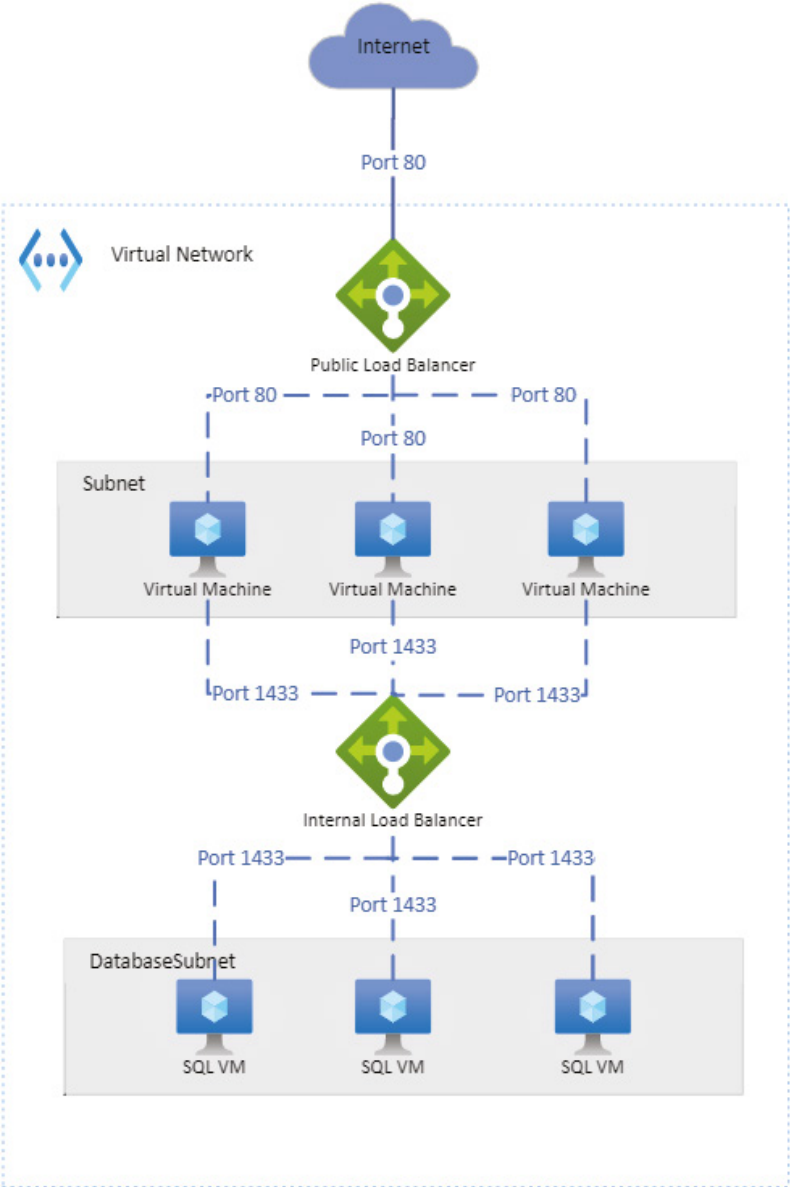 Internet
Port 80
Virtual Network
Public Load Balancer
Port 80
Port 80
Port 80
Subnet
Virtual Machine
Virtual Machine
Virtual Machine
Port 1433
Port 1433
Port 1433
Internal Load Balancer
Port 1433
Port 1433
Port 1433
DatabaseSubnet
SQL VM
SQL VM
SQL VM